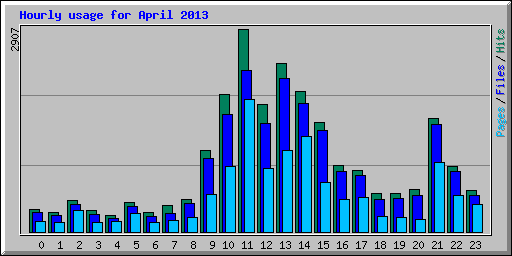 Hourly usage for April 2013
2907
Pages / Files / Hits
0 1 2 3 4 5 6 7 8 9 10 11 12 13 14 15 16 17 18 19 20 21 22 23